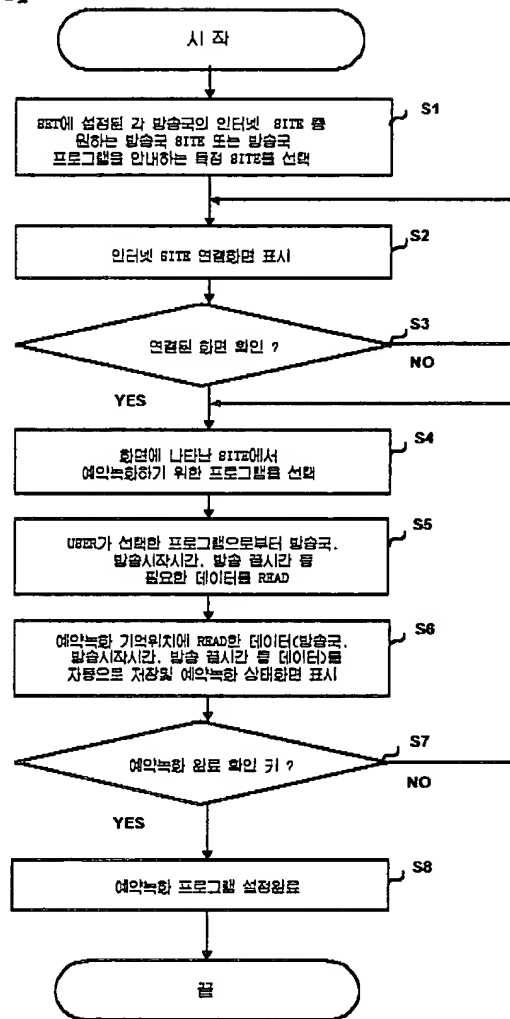 시 작
S1
SET에 설정된 각 방송국의 인터넷 SITE 중
원하는 방송국 SITE 또는 방송국
프로그램을 안내하는 특정 SITE를 선택
S2
인터넷 SITE 연결화면 표시
S3
연결된 화면 확인 ?
NO
YES
S4
화면에 나타난 SITE에서
예약녹화하기 위한 프로그램을 선택
S5
USER가 선택한 프로그램으로부터 방송국,
방송시작시간, 방송 끝시간 등
필요한 데이터를 READ
S6
예약녹화 기억위치에 READ한 데이터(방송국,
방송시작시간, 방송 끝시간 등 데이터)를
자동으로 저장및 예약녹화 상태화면 표시
S7
예약녹화 완료 확인 키 ?
NO
YES
S8
예약녹화 프로그램 설정완료
끝